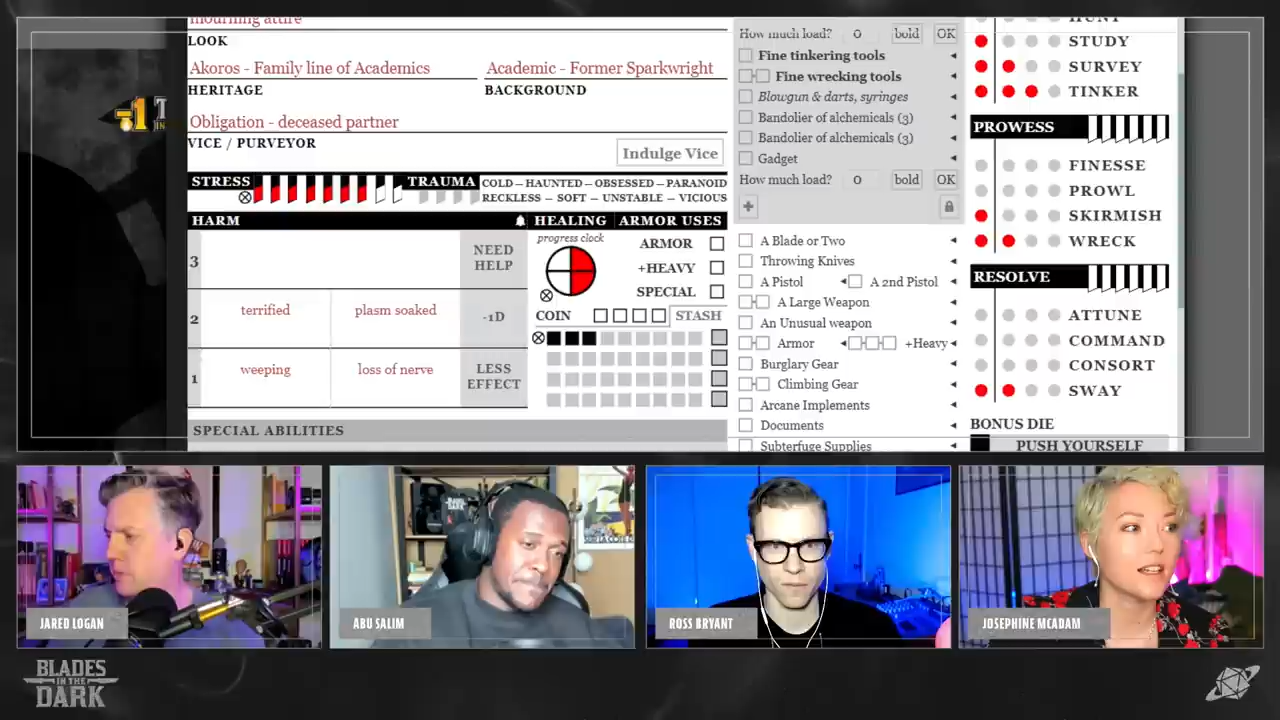 mourning attire
LOOK
Akoros - Family line of Academics
Academic - Former Sparkwright
HERITAGE
BACKGROUND
Obligation - deceased partner
VICE / PURVEYOR
Indulge Vice
STRESS
TRAUMA
COLD – HAUNTED – OBSESSED – PARANOID
RECKLESS – SOFT – UNSTABLE – VICIOUS
HARM
HEALING
ARMOR USES
3
NEED HELP
2
terrified
plasm soaked
-1D
1
weeping
loss of nerve
LESS EFFECT
progress clock
ARMOR
+HEAVY
SPECIAL
COIN
STASH
SPECIAL ABILITIES
-1
How much load? 0 bold OK
Fine tinkering tools
Fine wrecking tools
Blowgun & darts, syringes
Bandolier of alchemicals (3)
Bandolier of alchemicals (3)
Gadget
How much load? 0 bold OK
+
A Blade or Two
Throwing Knives
A Pistol
A 2nd Pistol
A Large Weapon
An Unusual weapon
Armor
+Heavy
Burglary Gear
Climbing Gear
Arcane Implements
Documents
Subterfuge Supplies
HUNT
STUDY
SURVEY
TINKER
PROWESS
FINESSE
PROWL
SKIRMISH
WRECK
RESOLVE
ATTUNE
COMMAND
CONSORT
SWAY
BONUS DIE
PUSH YOURSELF
JARED LOGAN
ABU SALIM
ROSS BRYANT
JOSEPHINE MCADAM
BLADES
IN THE
DARK